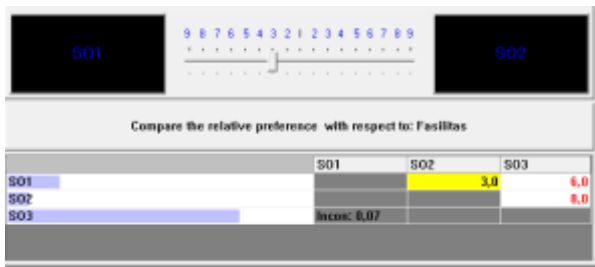 9 8 7 6 5 4 3 2 1 2 3 4 5 6 7 8 9
SO1 SO2
Compare the relative preference with respect to: Fasilitas
SO1 SO2 SO3
SO1 3,0 6,0
SO2 8,0
SO3 Incon: 0,07